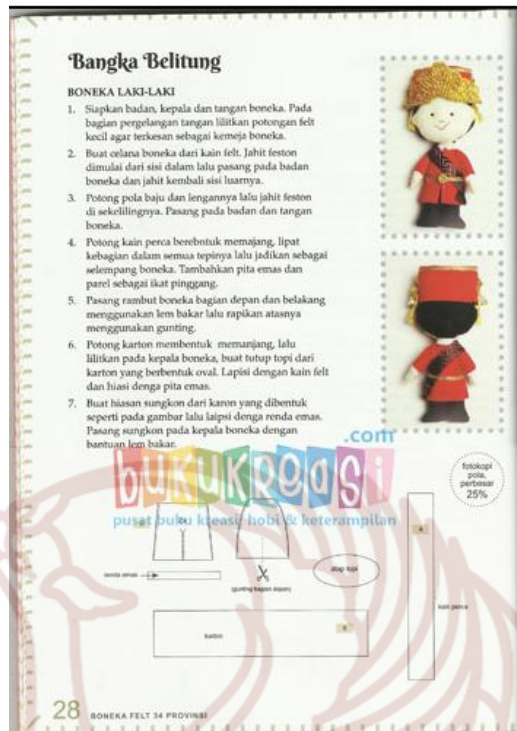 Bangka Belitung
BONEKA LAKI-LAKI
1. Siapkan badan, kepala dan tangan boneka. Pada
bagian pergelangan tangan lilitkan potongan felt
kecil agar terkesan sebagai kemeja boneka.
2. Buat celana boneka dari kain felt. Jahit feston
dimulai dari sisi dalam lalu pasang pada badan
boneka dan jahit kembali sisi luarnya.
3. Potong pola baju dan lengannya lalu jahit feston
di sekelilingnya. Pasang pada badan dan tangan
boneka.
4. Potong kain perca berebntuk memajang, lipat
kebagian dalam semua tepinya lalu jadikan sebagai
selempang boneka. Tambahkan pita emas dan
parel sebagai ikat pinggang.
5. Pasang rambut boneka bagian depan dan belakang
menggunakan lem bakar lalu rapikan atasnya
menggunakan gunting.
6. Potong karton membentuk memanjang, lalu
lilitkan pada kepala boneka, buat tutup topi dari
karton yang berbentuk oval. Lapisi dengan kain felt
dan hiasi denga pita emas.
7. Buat hiasan sungkon dari karon yang dibentuk
seperti pada gambar lalu laipsi denga renda emas.
Pasang sungkon pada kepala boneka dengan
bantuan lem bakar.
.com
bukukreasi
pusat buku kreasi hobi & keterampilan
fotokopi
pola,
perbesar
25%
renda emas
(gunting bagian depan)
atap topi
kain perca
karton
28 BONEKA FELT 34 PROVINSI